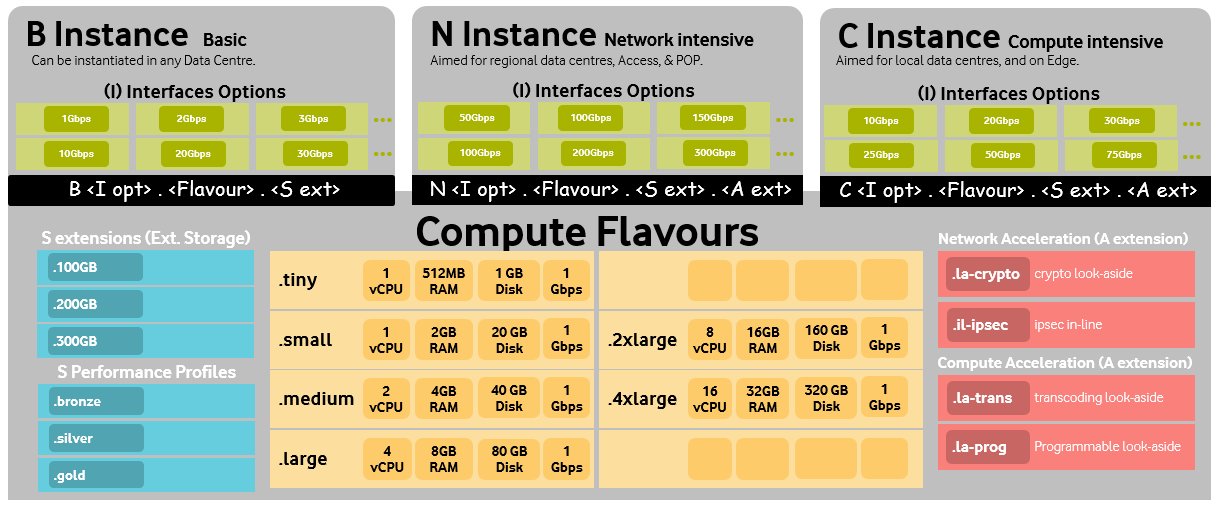 B Instance Basic
Can be instantiated in any Data Centre.
(I) Interfaces Options
1Gbps 2Gbps 3Gbps ...
10Gbps 20Gbps 30Gbps ...
B <I opt> . <Flavour> . <S ext>
N Instance Network intensive
Aimed for regional data centres, Access, & POP.
(I) Interfaces Options
50Gbps 100Gbps 150Gbps ...
100Gbps 200Gbps 300Gbps ...
N <I opt> . <Flavour> . <S ext> . <A ext>
C Instance Compute intensive
Aimed for local data centres, and on Edge.
(I) Interfaces Options
10Gbps 20Gbps 30Gbps ...
25Gbps 50Gbps 75Gbps ...
C <I opt> . <Flavour> . <S ext> . <A ext>
S extensions (Ext. Storage)
.100GB
.200GB
.300GB
S Performance Profiles
.bronze
.silver
.gold
Compute Flavours
.tiny 1 vCPU 512MB RAM 1 GB Disk 1 Gbps
.small 1 vCPU 2GB RAM 20 GB Disk 1 Gbps
.medium 2 vCPU 4GB RAM 40 GB Disk 1 Gbps
.large 4 vCPU 8GB RAM 80 GB Disk 1 Gbps
.2xlarge 8 vCPU 16GB RAM 160 GB Disk 1 Gbps
.4xlarge 16 vCPU 32GB RAM 320 GB Disk 1 Gbps
Network Acceleration (A extension)
.la-crypto crypto look-aside
.il-ipsec ipsec in-line
Compute Acceleration (A extension)
.la-trans transcoding look-aside
.la-prog Programmable look-aside